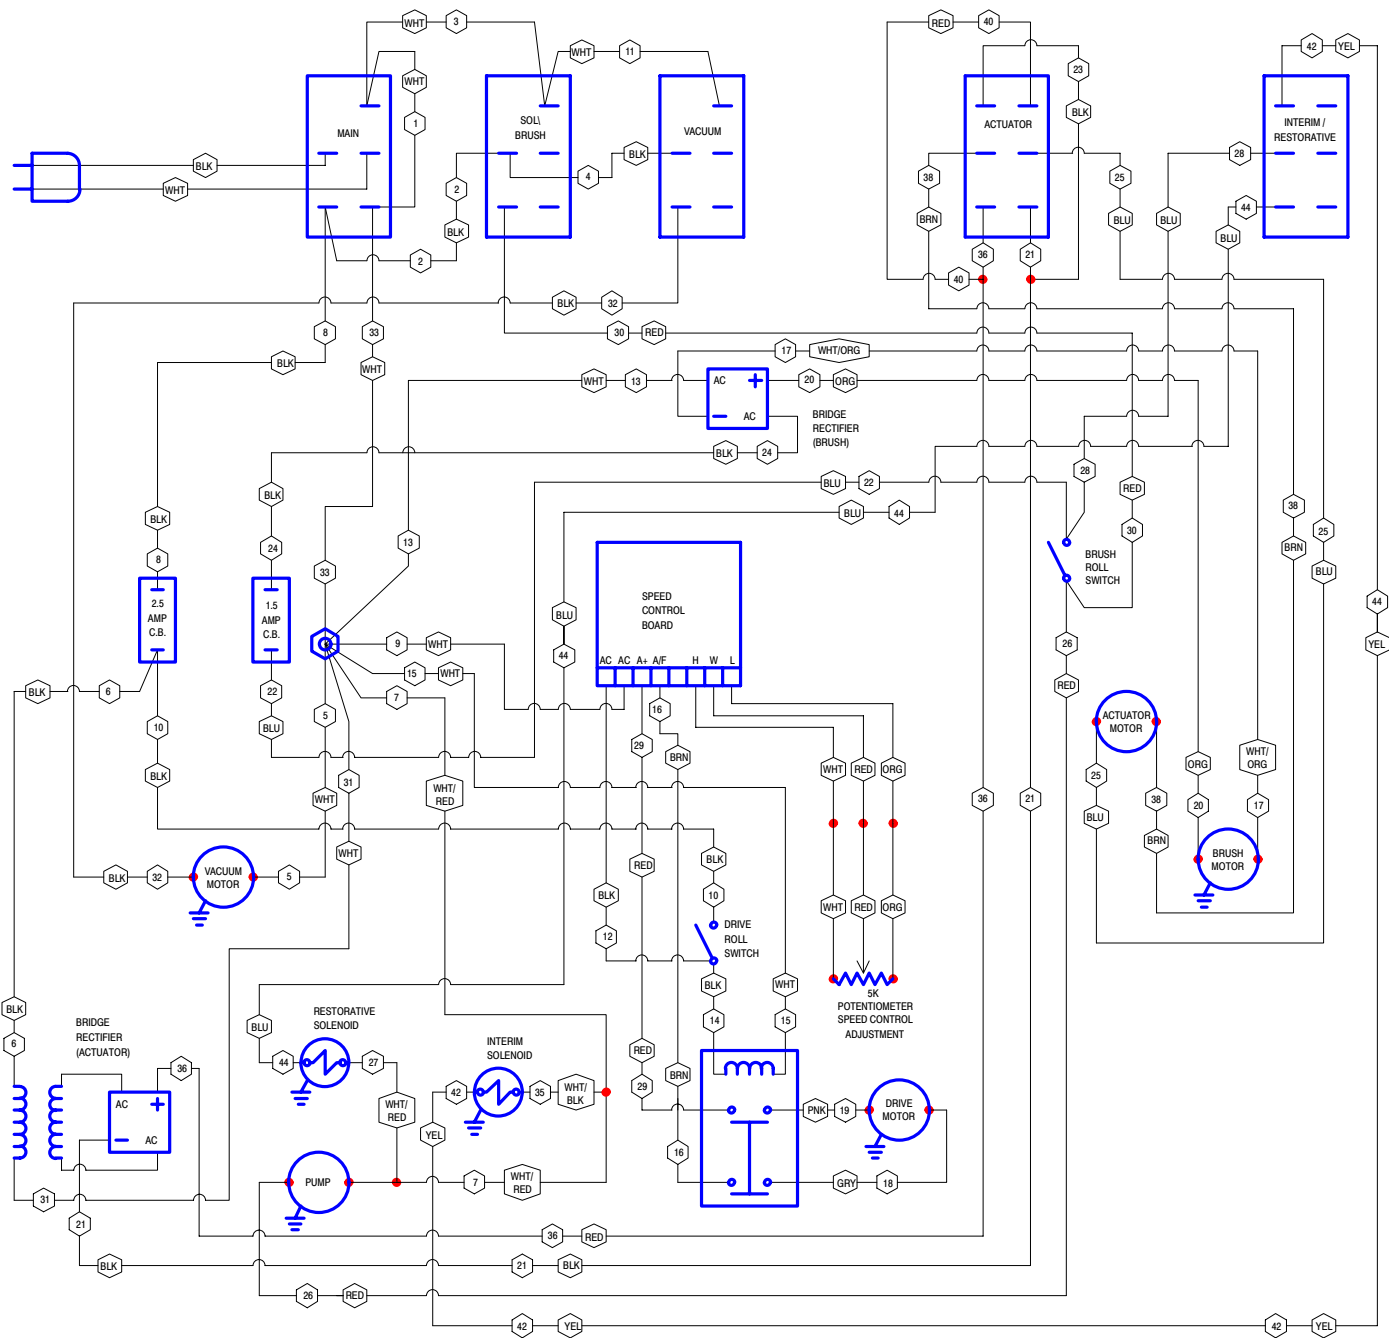 WHT 3
RED 40
WHT 11
42 YEL
23
WHT
BLK
1
MAIN
SOL\
BRUSH
VACUUM
ACTUATOR
INTERIM /
RESTORATIVE
BLK
WHT
2
BLK
4
BLK
38
BRN
25
BLU
28
BLU
44
BLU
2
36
21
40
BLK 32
8
33
30 RED
BLK
WHT
17 WHT/ORG
WHT 13
AC +
- AC
20 ORG
BRIDGE
RECTIFIER
(BRUSH)
BLK 24
BLU 22
28
RED
BLK
BLU 44
38
30
25
BLK
8
24
13
BRN
BLU
BRUSH
ROLL
SWITCH
33
2.5
AMP
C.B.
1.5
AMP
C.B.
SPEED
CONTROL
BOARD
BLU
44
44
YEL
26
9 WHT
15 WHT
7
AC AC A+ A/F H W L
BLK 6
22
RED
5
16
10
BLU
29
BRN
ACTUATOR
MOTOR
BLK
31
WHT/
RED
WHT RED ORG
25
38
ORG
WHT/
ORG
WHT
36
21
BLU
BRN
20
17
WHT
BLK
RED
BRUSH
MOTOR
BLK 32
VACUUM
MOTOR
5
BLK
10
WHT RED ORG
12
DRIVE
ROLL
SWITCH
BLK
WHT
5K
POTENTIOMETER
SPEED CONTROL
ADJUSTMENT
BLK
14
15
BRIDGE
RECTIFIER
(ACTUATOR)
RESTORATIVE
SOLENOID
BLU
INTERIM
SOLENOID
6
RED
44
27
36
BRN
29
42
35
WHT/
BLK
AC +
- AC
WHT/
RED
PNK 19
DRIVE
MOTOR
YEL
16
PUMP
7
WHT/
RED
GRY 18
31
21
36 RED
BLK
21 BLK
26 RED
42 YEL
42 YEL